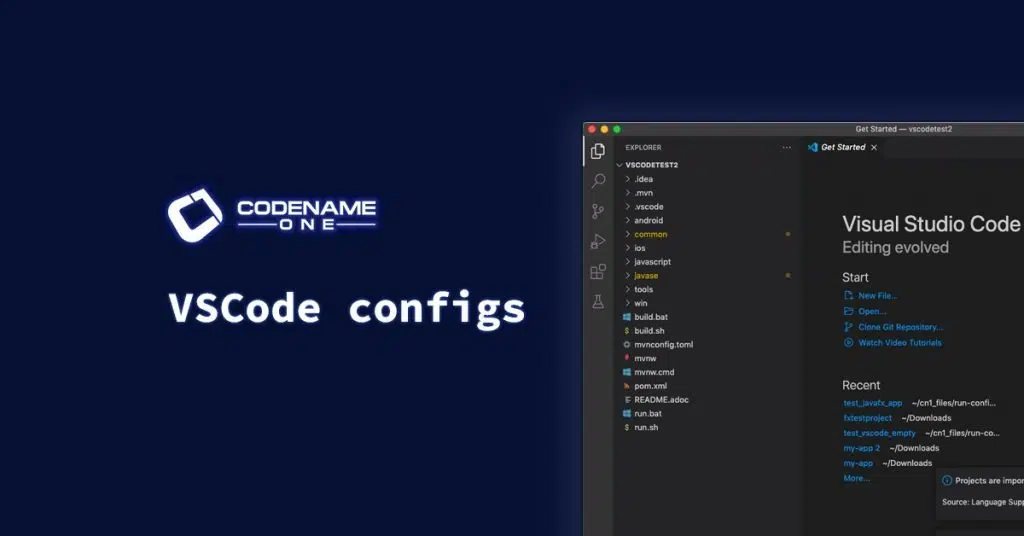 CODENAME
ONE
VSCode configs
Get Started — vscodetest2
EXPLORER
...
Get Started
VSCODETEST2
.idea
.mvn
.vscode
android
common
ios
javascript
javase
tools
win
build.bat
$ build.sh
mvnconfig.toml
mvnw
mvnw.cmd
pom.xml
README.adoc
run.bat
$ run.sh
Visual Studio Code
Editing evolved
Start
New File...
Open...
Clone Git Repository...
Watch Video Tutorials
Recent
test_javafx_app ~/cn1_files/run-confi...
fxtestproject ~/Downloads
test_vscode_empty ~/cn1_files/run-co...
my-app 2 ~/Downloads
my-app ~/Downloads
More...
Projects are impor
Source: Language Supp